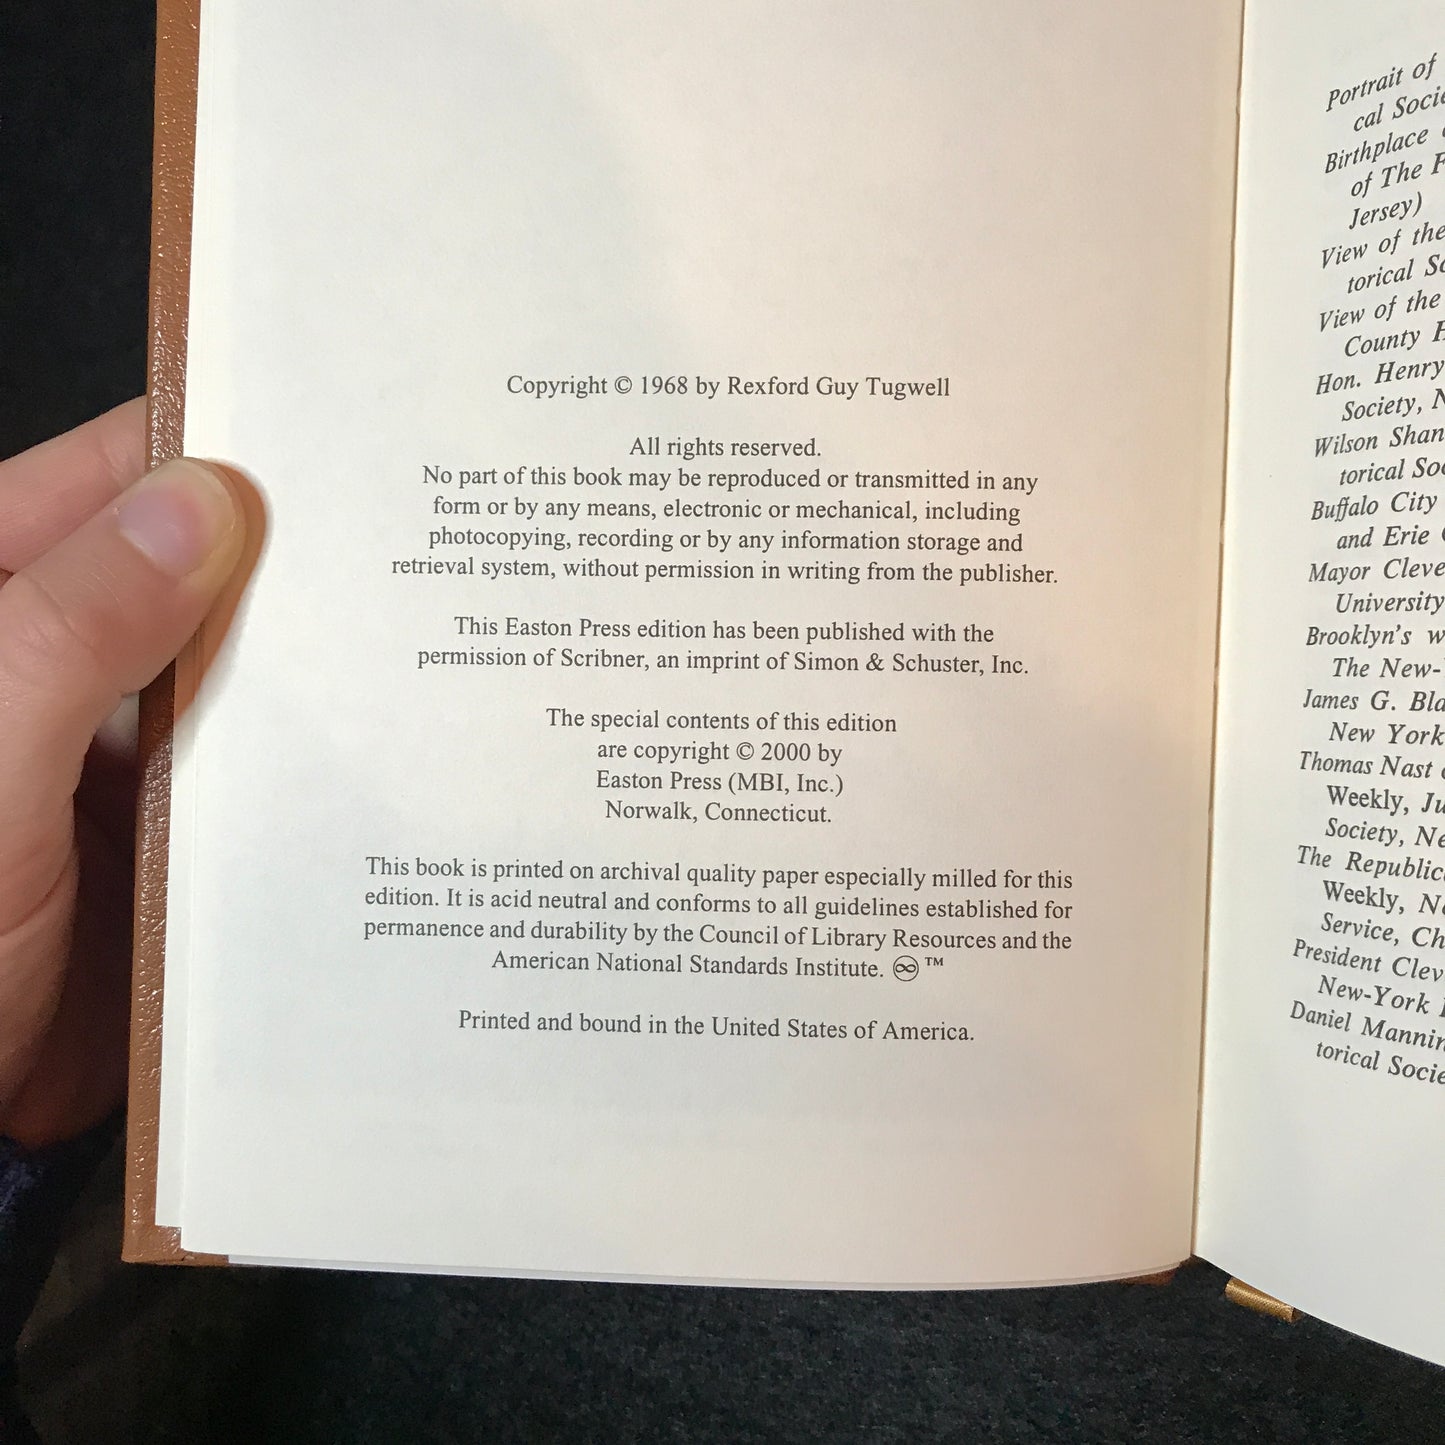 Copyright © 1968 by Rexford Guy Tugwell
All rights reserved.
No part of this book may be reproduced or transmitted in any
form or by any means, electronic or mechanical, including
photocopying, recording or by any information storage and
retrieval system, without permission in writing from the publisher.
This Easton Press edition has been published with the
permission of Scribner, an imprint of Simon & Schuster, Inc.
The special contents of this edition
are copyright © 2000 by
Easton Press (MBI, Inc.)
Norwalk, Connecticut.
This book is printed on archival quality paper especially milled for this
edition. It is acid neutral and conforms to all guidelines established for
permanence and durability by the Council of Library Resources and the
American National Standards Institute. ♾ ™
Printed and bound in the United States of America.
Portrait of
cal
Birthplace
of The
Jersey)
View of the
torical
View of the
County
Hon. Henry
Society,
Wilson
torical
Buffalo City
and Erie
Mayor
University
Brooklyn's
The
James G.
New York
Thomas Nast
Weekly,
Society,
The
Weekly,
Service,
President
New-York
Daniel
torical